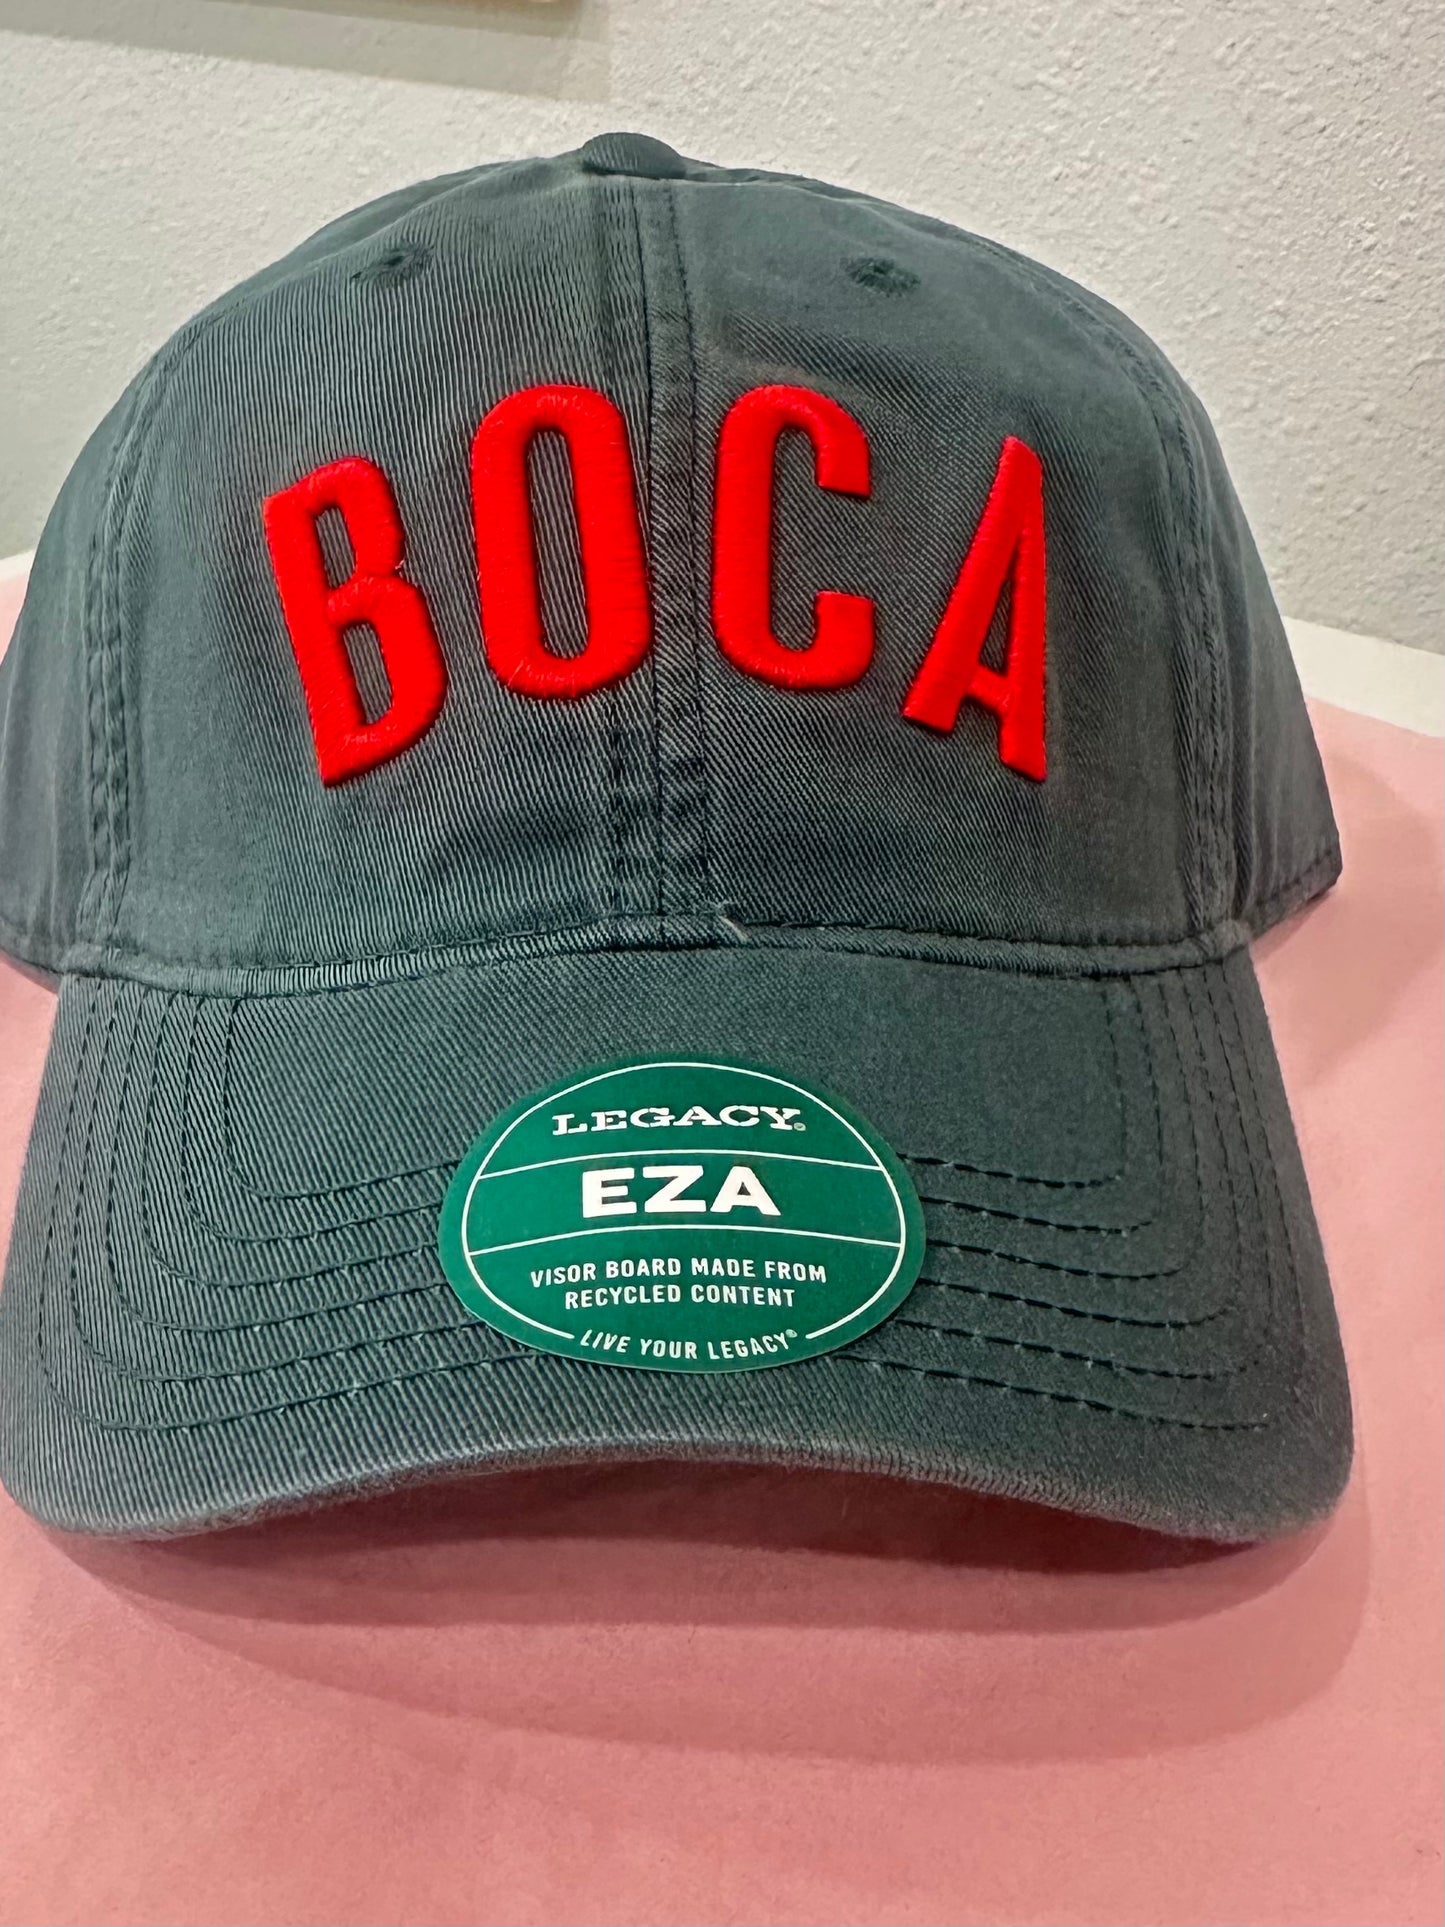 BOCA
LEGACY®
EZA
VISOR BOARD MADE FROM
RECYCLED CONTENT
LIVE YOUR LEGACY®